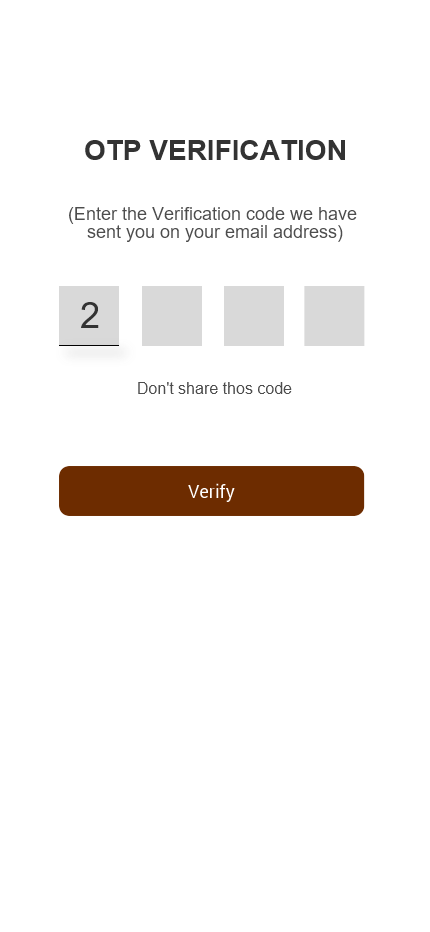 OTP VERIFICATION
(Enter the Verification code we have
sent you on your email address)
2
Don't share thos code
Verify